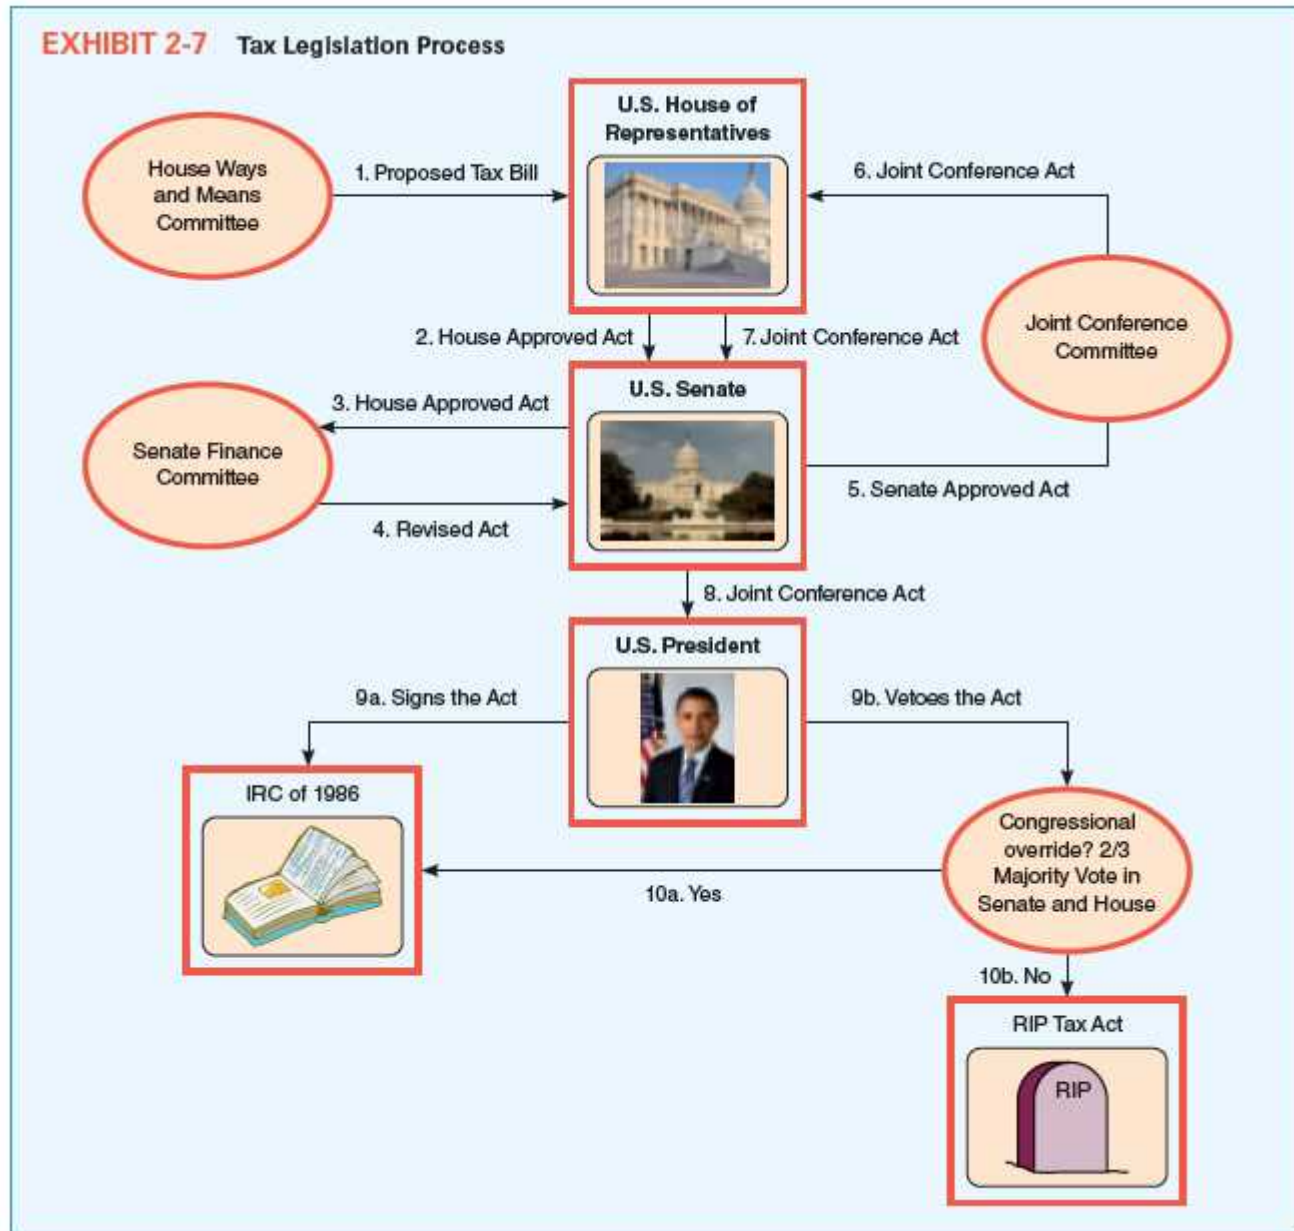 EXHIBIT 2-7 Tax Legislation Process
U.S. House of
Representatives
House Ways
and Means
Committee
1. Proposed Tax Bill
6. Joint Conference Act
2. House Approved Act
7. Joint Conference Act
Joint Conference
Committee
U.S. Senate
3. House Approved Act
Senate Finance
Committee
4. Revised Act
5. Senate Approved Act
8. Joint Conference Act
U.S. President
9a. Signs the Act
9b. Vetoes the Act
IRC of 1986
Congressional
override? 2/3
Majority Vote in
Senate and House
10a. Yes
10b. No
RIP Tax Act
RIP